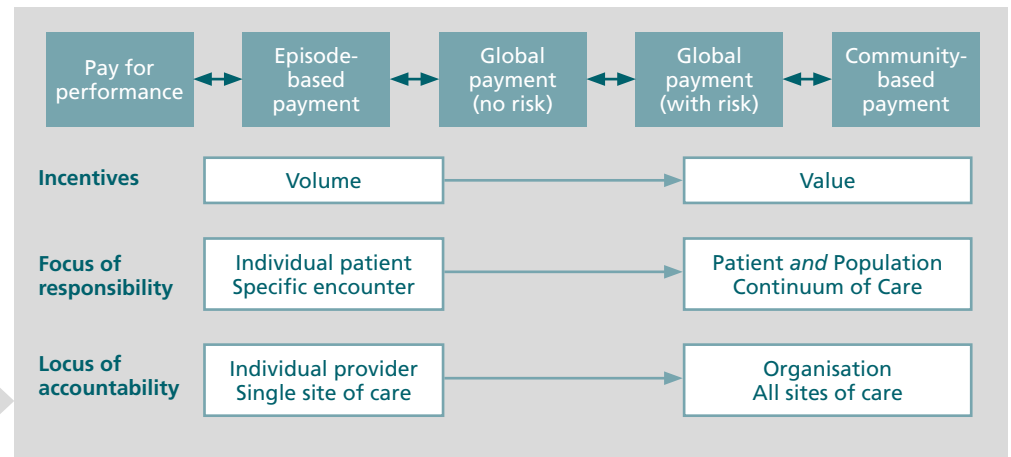 Pay for
performance
Episode-
based
payment
Global
payment
(no risk)
Global
payment
(with risk)
Community-
based
payment
Incentives
Volume
Value
Focus of
responsibility
Individual patient
Specific encounter
Patient and Population
Continuum of Care
Locus of
accountability
Individual provider
Single site of care
Organisation
All sites of care